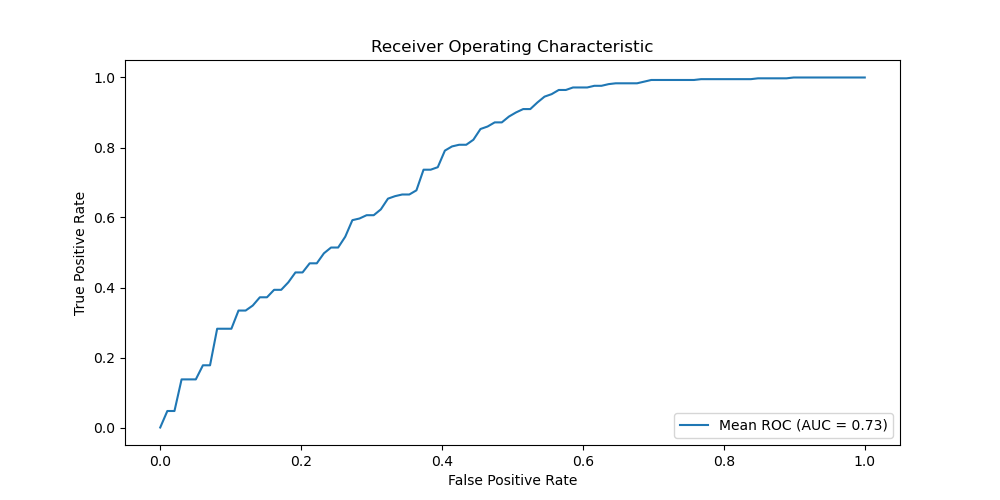 Receiver Operating Characteristic
1.0
0.8
0.6
0.4
0.2
0.0
True Positive Rate
Mean ROC (AUC = 0.73)
0.0 0.2 0.4 0.6 0.8 1.0
False Positive Rate